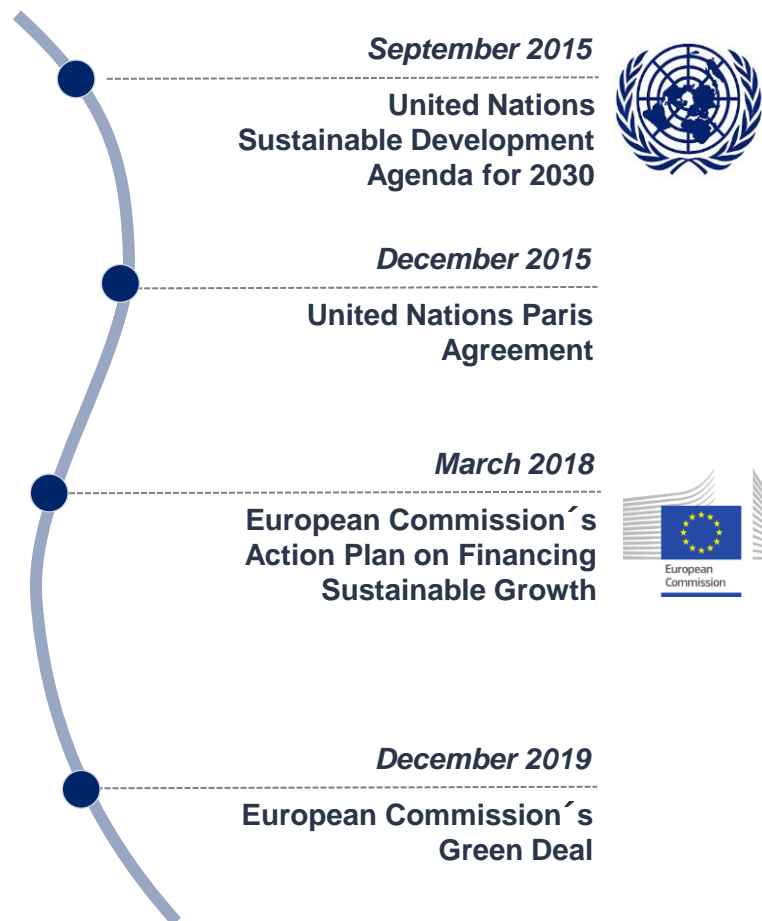 September 2015
United Nations
Sustainable Development
Agenda for 2030
December 2015
United Nations Paris
Agreement
March 2018
European Commission´s
Action Plan on Financing
Sustainable Growth
European
Commission
December 2019
European Commission´s
Green Deal